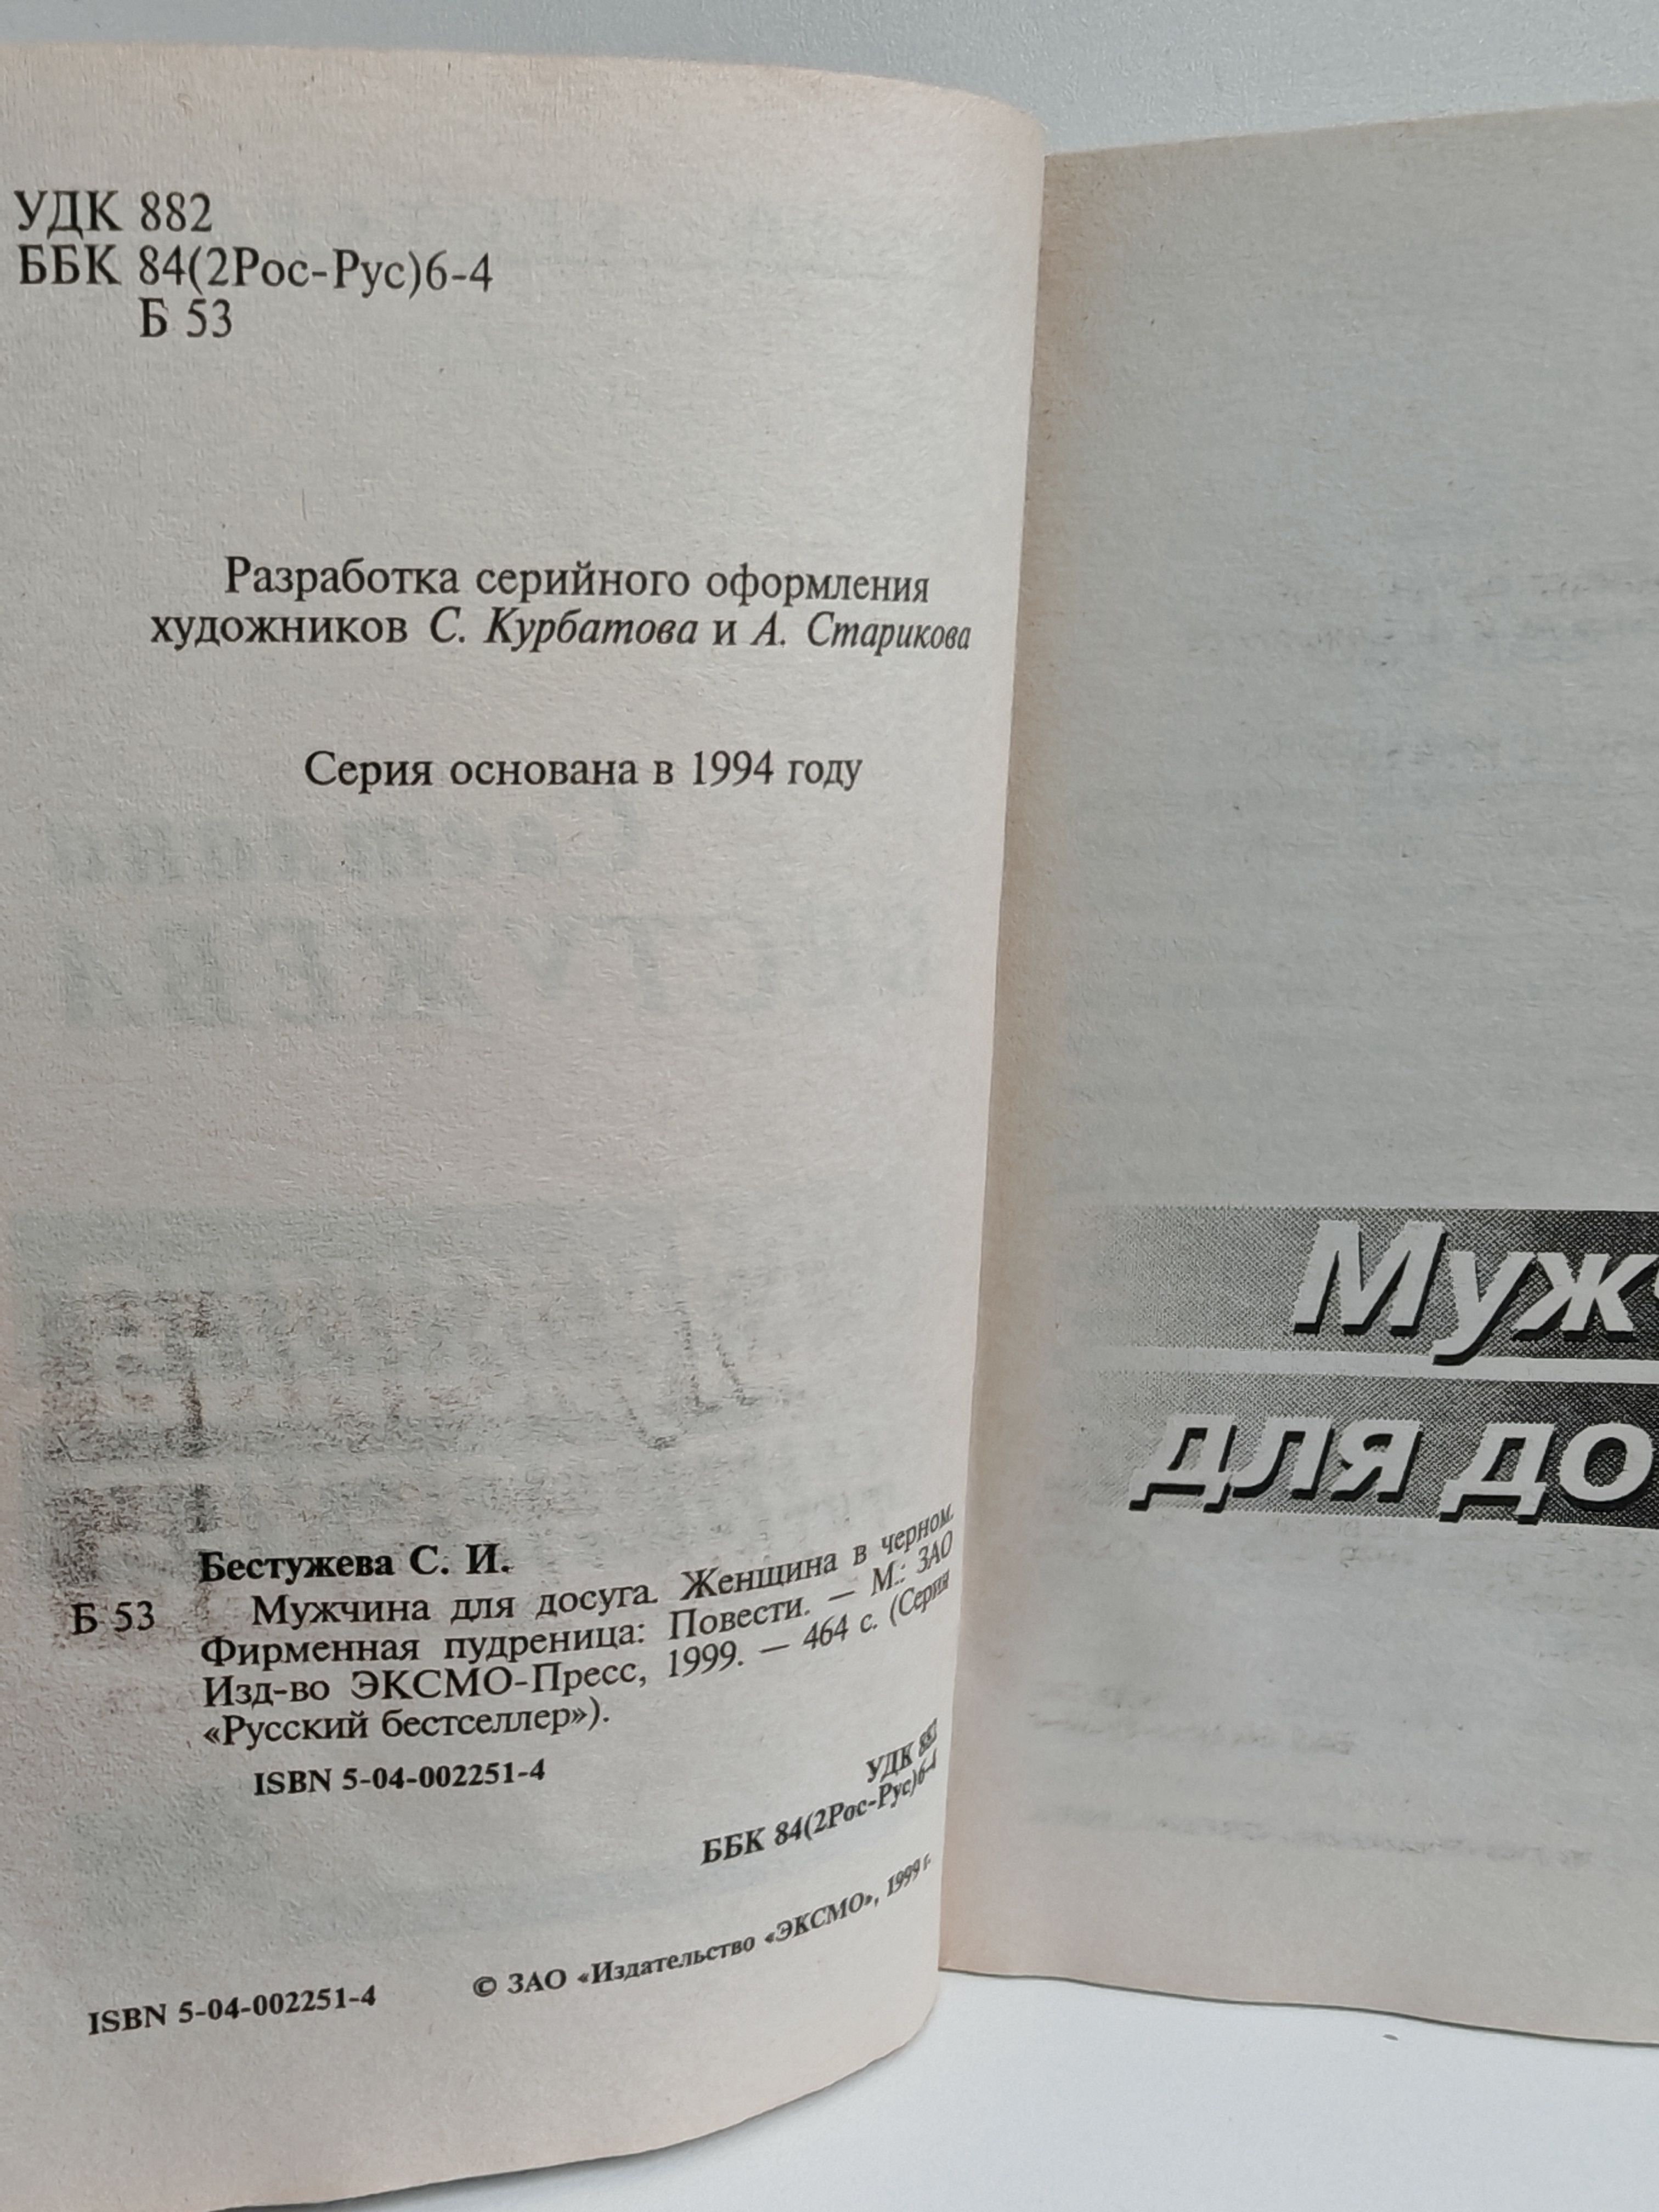 УДК 882
ББК 84(2Рос-Рус)6-4
Б 53
Разработка серийного оформления
художников С. Курбатова и А. Старикова
Серия основана в 1994 году
Бестужева С. И.
Б 53 Мужчина для досуга. Женщина в черном.
Фирменная пудреница: Повести. — М.: ЗАО
Изд-во ЭКСМО-Пресс, 1999. — 464 с. (Серия
«Русский бестселлер»).
ISBN 5-04-002251-4
УДК 882
ББК 84(2Рос-Рус)6-4
ISBN 5-04-002251-4 © ЗАО «Издательство «ЭКСМО», 1999 г.
Мужч
для до